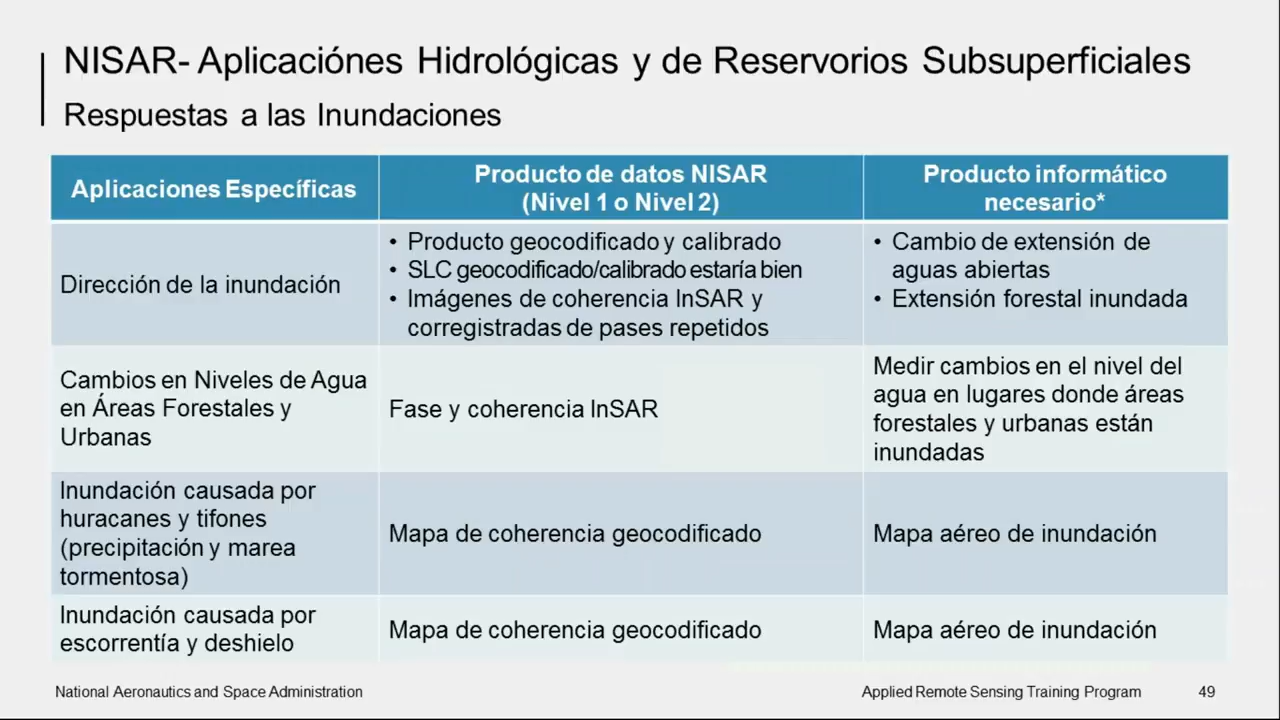 NISAR- Aplicaciónes Hidrológicas y de Reservorios Subsuperficiales
Respuestas a las Inundaciones
Aplicaciones Específicas
Producto de datos NISAR
(Nivel 1 o Nivel 2)
Producto informático
necesario*
Dirección de la inundación
• Producto geocodificado y calibrado
• SLC geocodificado/calibrado estaría bien
• Imágenes de coherencia InSAR y
corregistradas de pases repetidos
• Cambio de extensión de
aguas abiertas
• Extensión forestal inundada
Cambios en Niveles de Agua
en Áreas Forestales y
Urbanas
Fase y coherencia InSAR
Medir cambios en el nivel del
agua en lugares donde áreas
forestales y urbanas están
inundadas
Inundación causada por
huracanes y tifones
(precipitación y marea
tormentosa)
Mapa de coherencia geocodificado
Mapa aéreo de inundación
Inundación causada por
escorrentía y deshielo
Mapa de coherencia geocodificado
Mapa aéreo de inundación
National Aeronautics and Space Administration
Applied Remote Sensing Training Program
49